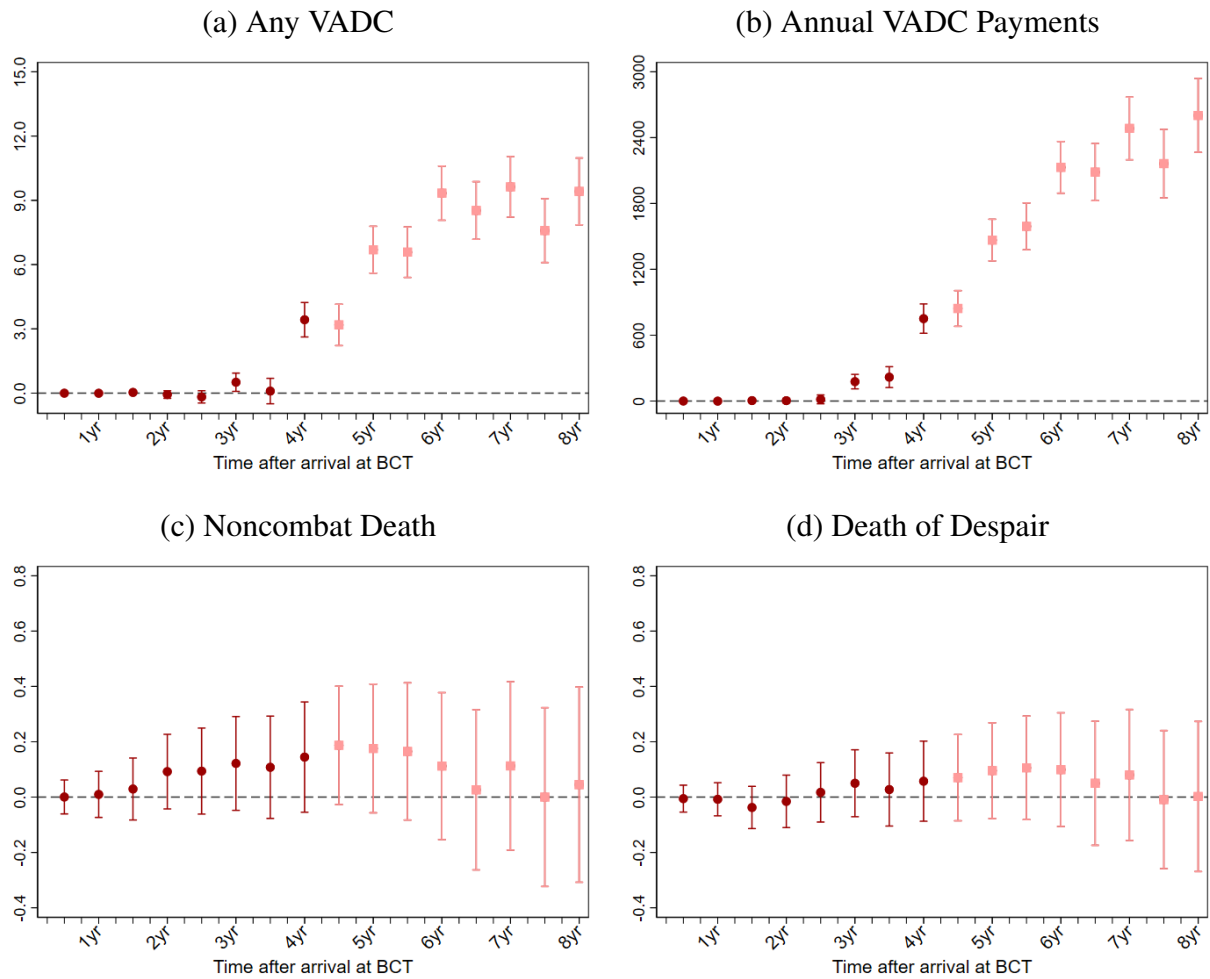 (a) Any VADC
15.0
12.0
9.0
6.0
3.0
0.0
1yr 2yr 3yr 4yr 5yr 6yr 7yr 8yr
Time after arrival at BCT
(b) Annual VADC Payments
3000
2400
1800
1200
600
0
1yr 2yr 3yr 4yr 5yr 6yr 7yr 8yr
Time after arrival at BCT
(c) Noncombat Death
0.8
0.6
0.4
0.2
0.0
-0.2
-0.4
1yr 2yr 3yr 4yr 5yr 6yr 7yr 8yr
Time after arrival at BCT
(d) Death of Despair
0.8
0.6
0.4
0.2
0.0
-0.2
-0.4
1yr 2yr 3yr 4yr 5yr 6yr 7yr 8yr
Time after arrival at BCT